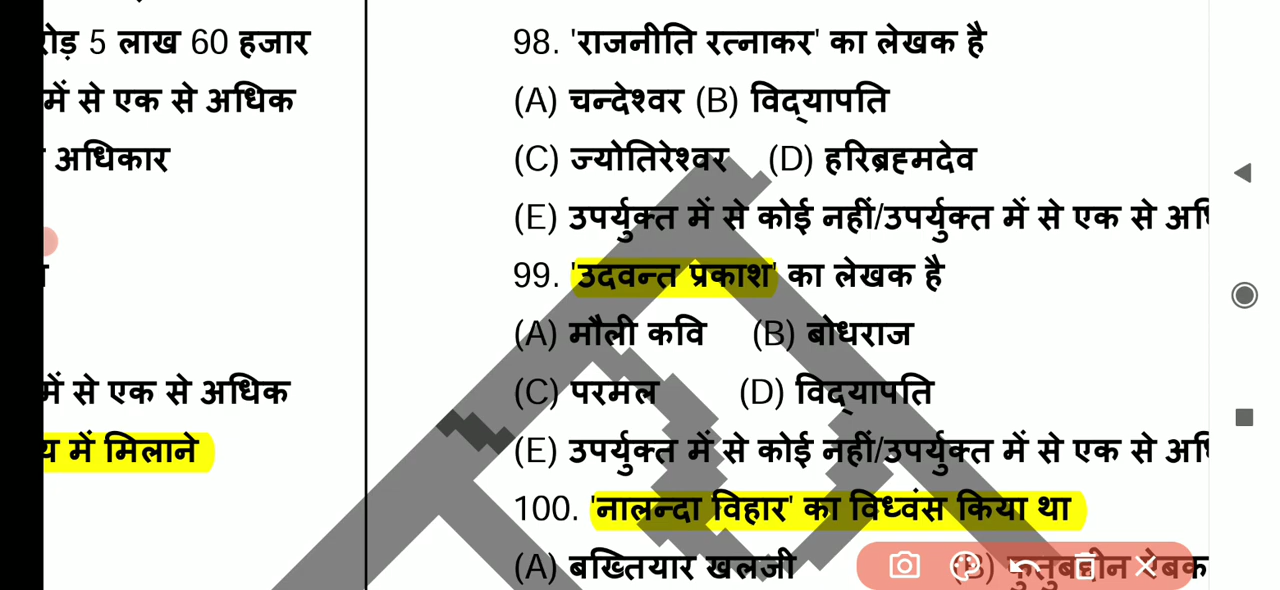 5 लाख 60 हजार
में से एक से अधिक
अधिकार
में से एक से अधिक
में मिलाने
98. 'राजनीति रत्नाकर' का लेखक है
(A) चन्देश्वर (B) विद्यापति
(C) ज्योतिरेश्वर (D) हरिब्रह्मदेव
(E) उपर्युक्त में से कोई नहीं/उपर्युक्त में से एक से
99. 'उदवन्त प्रकाश' का लेखक है
(A) मौली कवि (B) बोधराज
(C) परमल (D) विद्यापति
(E) उपर्युक्त में से कोई नहीं/उपर्युक्त में से एक से
100. 'नालन्दा विहार' का विध्वंस किया था
(A) बख्तियार खलजी (B) कुतुबद्दीन ऐबक